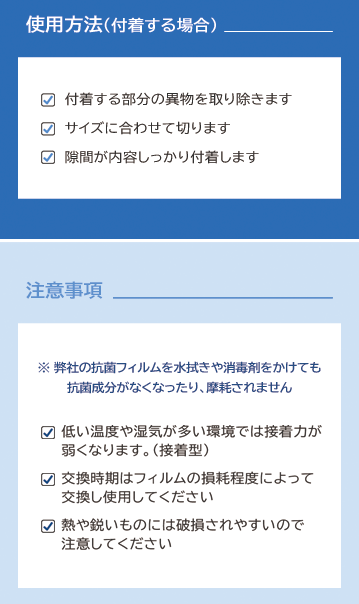 使用方法(付着する場合)
付着する部分の異物を取り除きます
サイズに合わせて切ります
隙間が内容しっかり付着します
注意事項
※ 弊社の抗菌フィルムを水拭きや消毒剤をかけても
抗菌成分がなくなったり、摩耗されません
低い温度や湿気が多い環境では接着力が
弱くなります。(接着型)
交換時期はフィルムの損耗程度によって
交換し使用してください
熱や鋭いものには破損されやすいので
注意してください